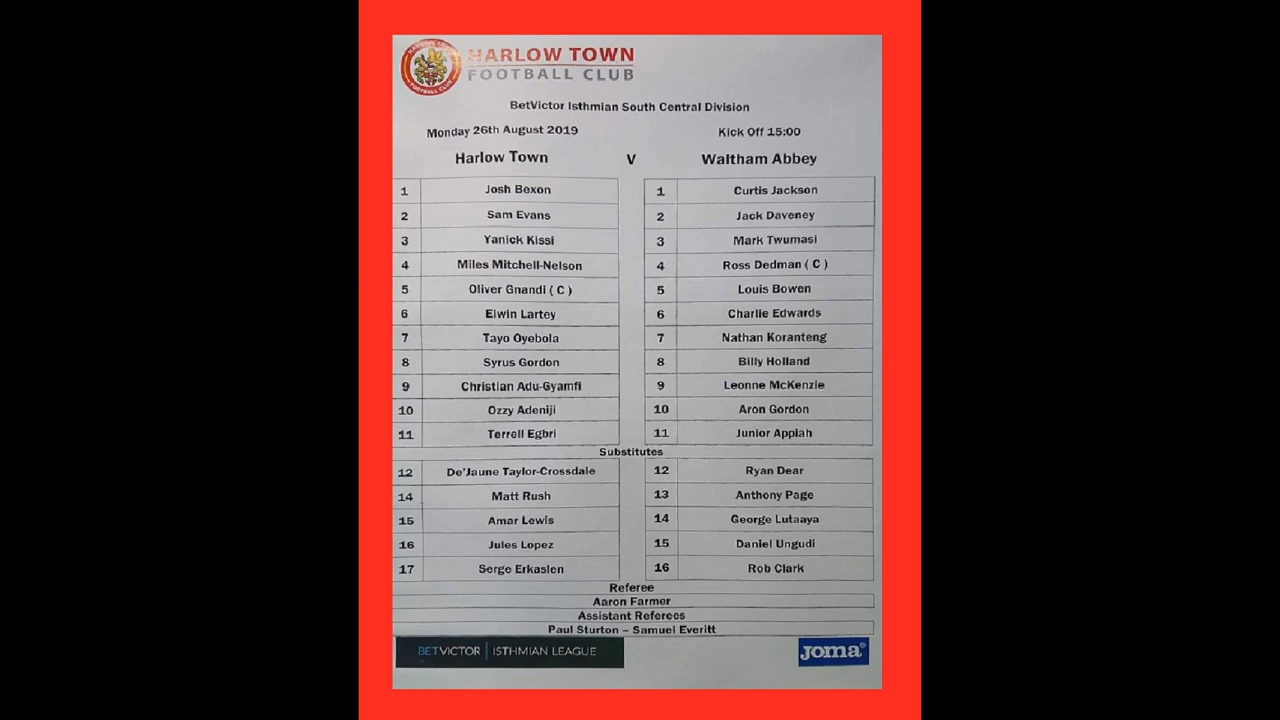 HARLOW TOWN
FOOTBALL CLUB
BetVictor Isthmian South Central Division
Monday 26th August 2019 Kick Off 15:00
Harlow Town V Waltham Abbey
1 Josh Bexon 1 Curtis Jackson
2 Sam Evans 2 Jack Daveney
3 Yanick Kissi 3 Mark Twumasi
4 Miles Mitchell-Nelson 4 Ross Dedman ( C )
5 Oliver Gnandi ( C ) 5 Louis Bowen
6 Elwin Lartey 6 Charlie Edwards
7 Tayo Oyebola 7 Nathan Koranteng
8 Syrus Gordon 8 Billy Holland
9 Christian Adu-Gyamfi 9 Leonne McKenzie
10 Ozzy Adeniji 10 Aron Gordon
11 Terrell Egbri 11 Junior Appiah
Substitutes
12 De'Jaune Taylor-Crossdale 12 Ryan Dear
14 Matt Rush 13 Anthony Page
15 Amar Lewis 14 George Lutaaya
16 Jules Lopez 15 Daniel Ungudi
17 Serge Erkaslen 16 Rob Clark
Referee
Aaron Farmer
Assistant Referees
Paul Sturton – Samuel Everitt
BETVICTOR | ISTHMIAN LEAGUE Joma®